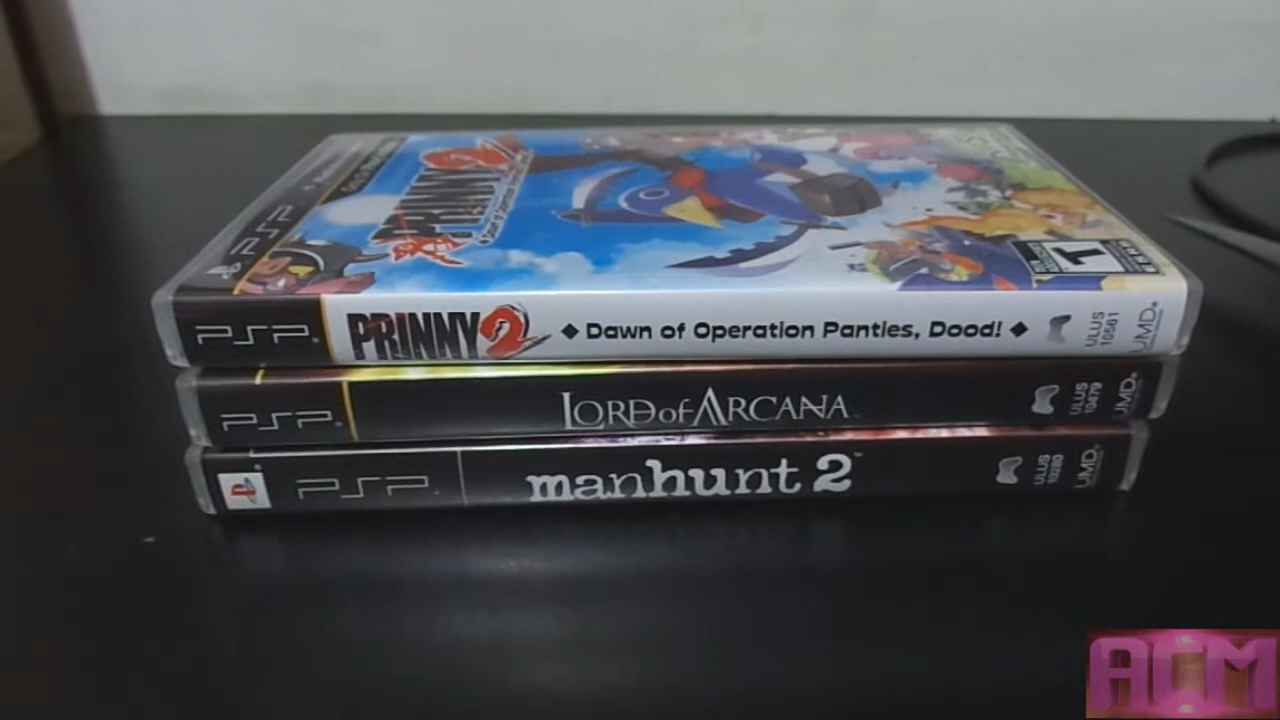 PRINNY 2
PSP
T
PSP
PRINNY 2
◆ Dawn of Operation Panties, Dood! ◆
ULUS
10561
UMD
PSP
LORD of ARCANA
ULUS
10479
UMD
PSP
manhunt 2™
ULUS
10280
UMD
ACM